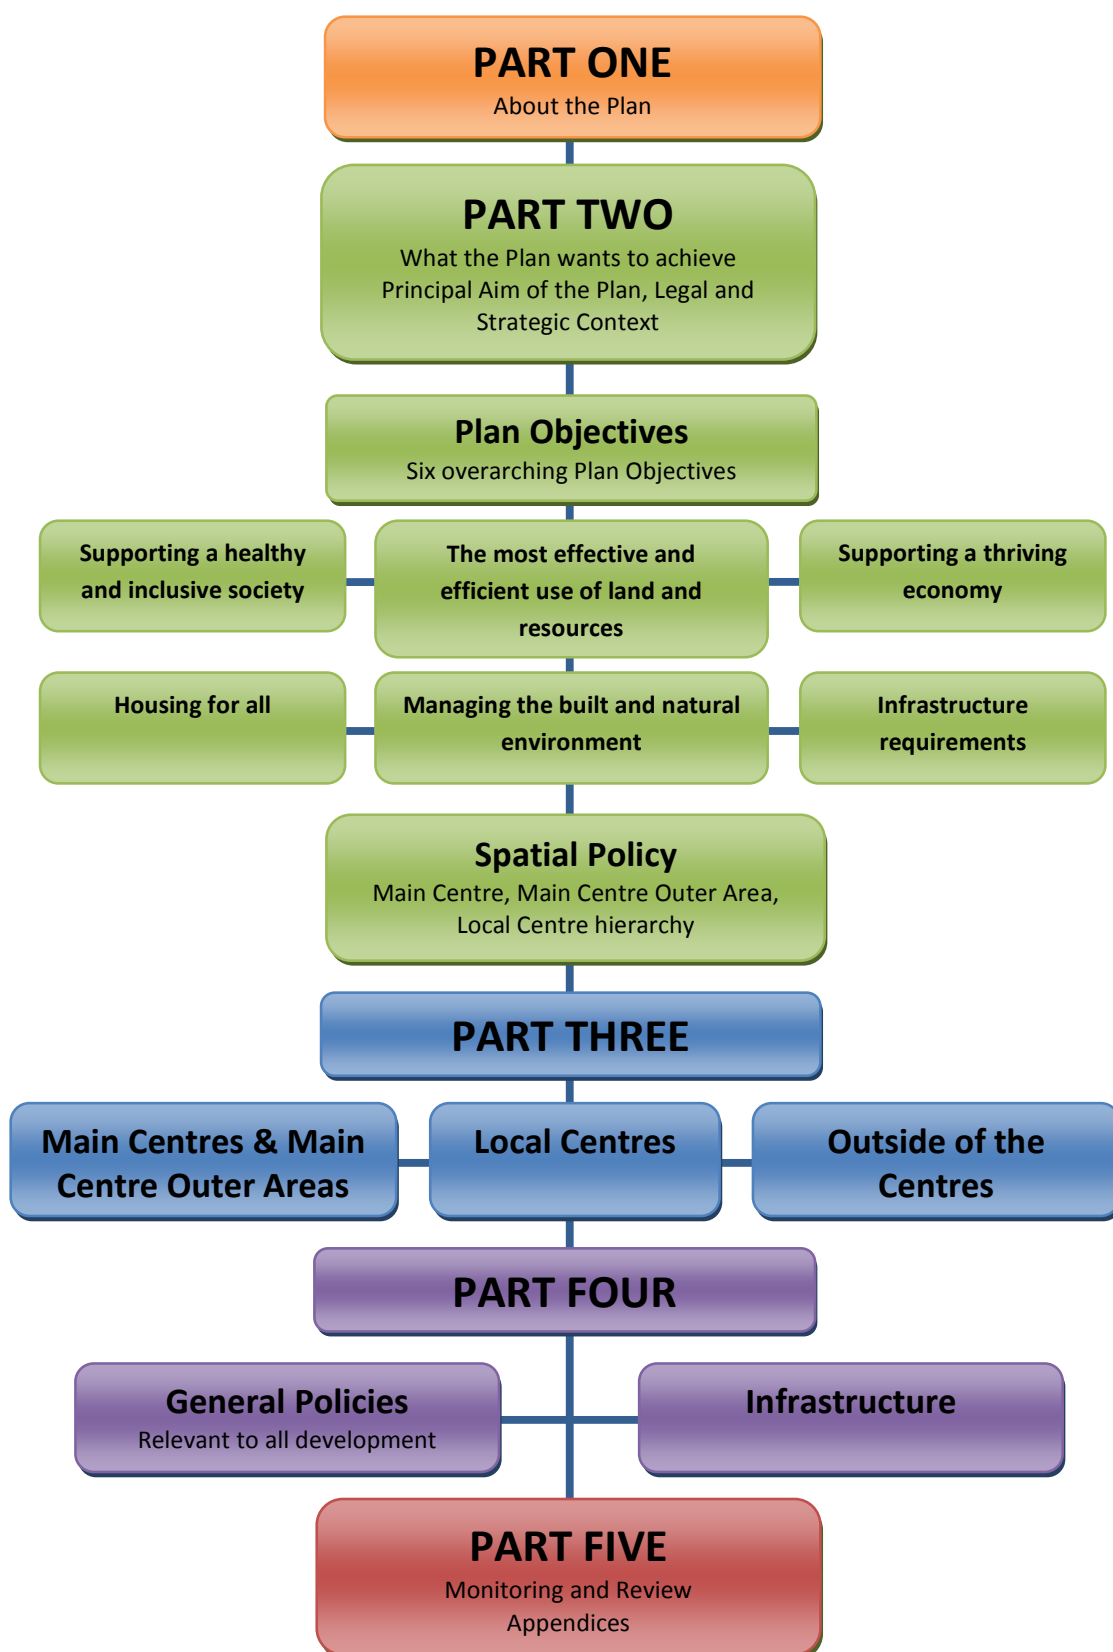 PART ONE
About the Plan
PART TWO
What the Plan wants to achieve
Principal Aim of the Plan, Legal and
Strategic Context
Plan Objectives
Six overarching Plan Objectives
Supporting a healthy
and inclusive society
The most effective and
efficient use of land and
resources
Supporting a thriving
economy
Housing for all
Managing the built and natural
environment
Infrastructure
requirements
Spatial Policy
Main Centre, Main Centre Outer Area,
Local Centre hierarchy
PART THREE
Main Centres & Main
Centre Outer Areas
Local Centres
Outside of the
Centres
PART FOUR
General Policies
Relevant to all development
Infrastructure
PART FIVE
Monitoring and Review
Appendices